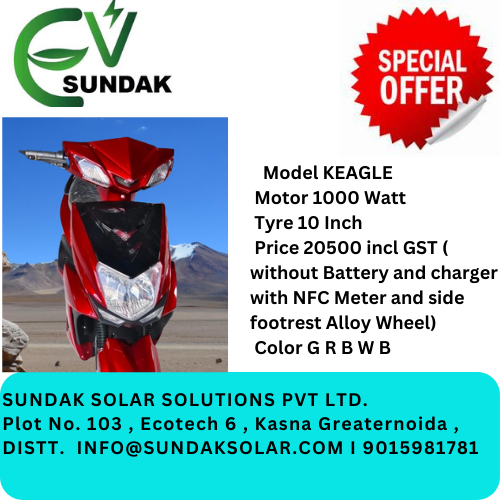 EV
SUNDAK
SPECIAL
OFFER
Model KEAGLE
Motor 1000 Watt
Tyre 10 Inch
Price 20500 incl GST (
without Battery and charger
with NFC Meter and side
footrest Alloy Wheel)
Color G R B W B
SUNDAK SOLAR SOLUTIONS PVT LTD.
Plot No. 103 , Ecotech 6 , Kasna Greaternoida ,
DISTT. INFO@SUNDAKSOLAR.COM I 9015981781